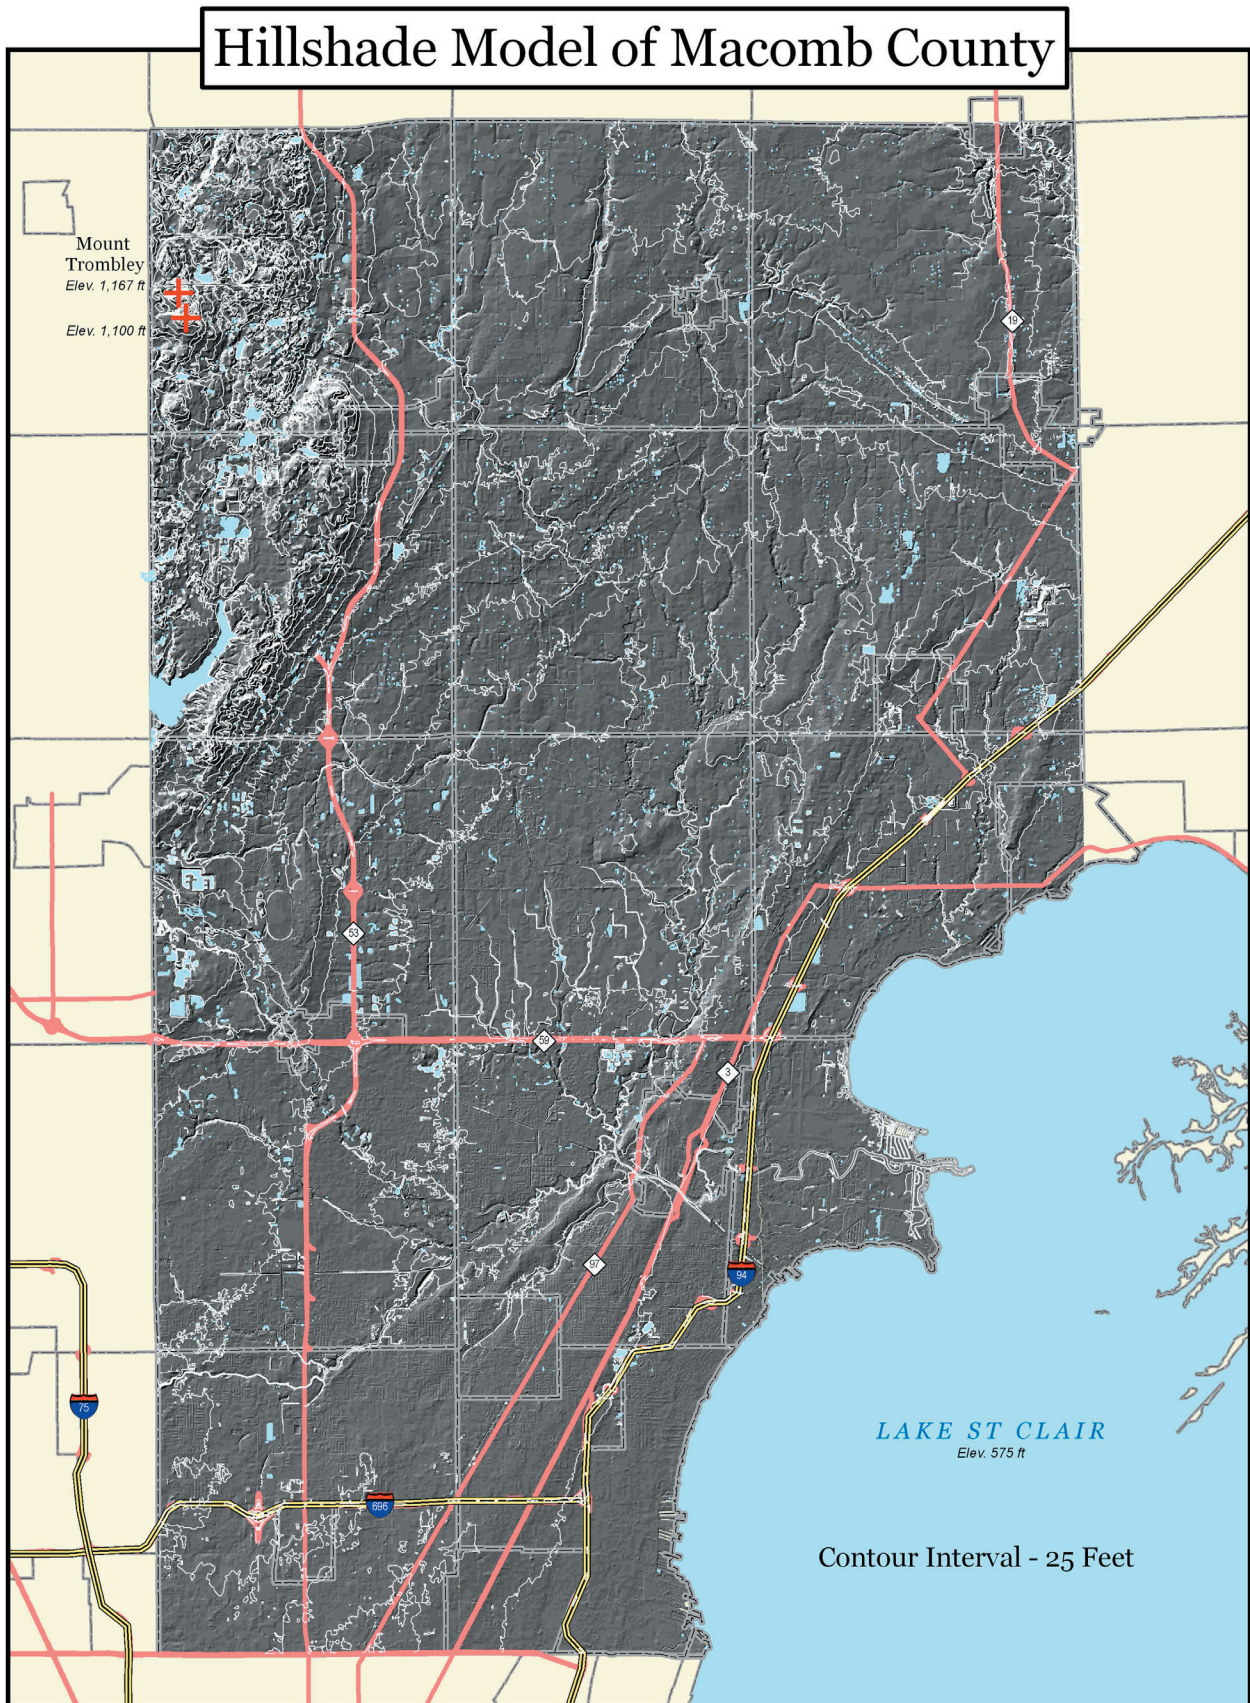 Hillshade Model of Macomb County
Mount
Trombley
Elev. 1,167 ft
Elev. 1,100 ft
19
53
59
3
97
94
75
696
LAKE ST CLAIR
Elev. 575 ft
Contour Interval - 25 Feet